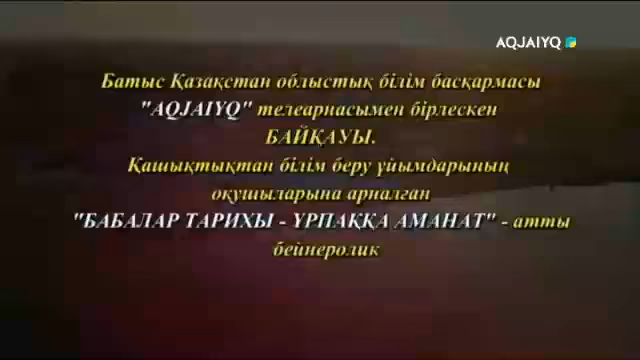 AQJAIYQ
Батыс Қазақстан облыстық білім басқармасы
"AQJAIYQ" телеарнасымен бірлескен
БАЙҚАУЫ.
Қашықтықтан білім беру ұйымдарының
оқушыларына арналған
"БАБАЛАР ТАРИХЫ - ҰРПАҚҚА АМАНАТ" - атты
бейнеролик